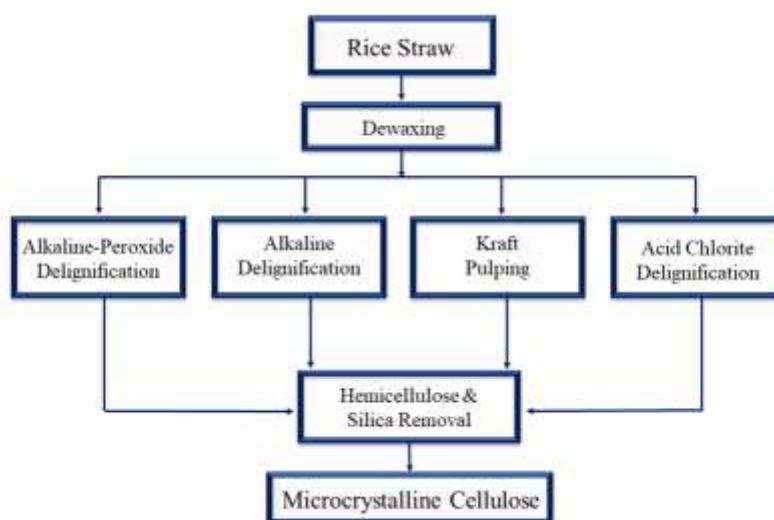 Rice Straw
Dewaxing
Alkaline-Peroxide
Delignification
Alkaline
Delignification
Kraft
Pulping
Acid Chlorite
Delignification
Hemicellulose &
Silica Removal
Microcrystalline Cellulose